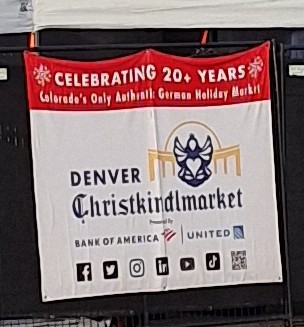 CELEBRATING 20+ YEARS
Colorado's Only Authentic German Holiday Market
DENVER
Christkindlmarket
Presented By
BANK OF AMERICA | UNITED